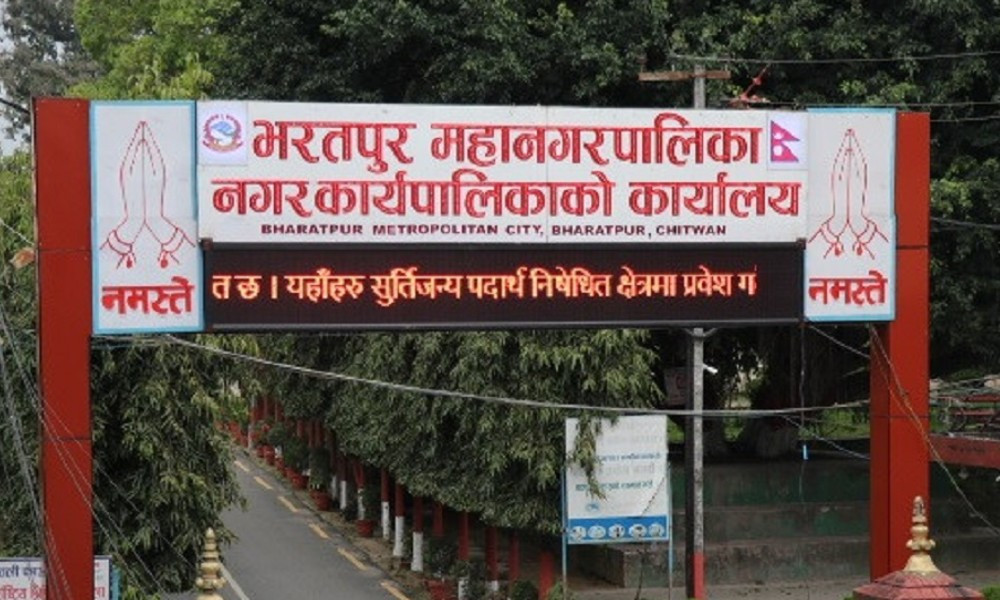 भरतपुर महानगरपालिका
नगरकार्यपालिकाको कार्यालय
BHARATPUR METROPOLITAN CITY, BHARATPUR, CHITWAN
नमस्ते
त छ । यहाँहरु सुर्तिजन्य पदार्थ निषेधित क्षेत्रमा प्रवेश ग
नमस्ते